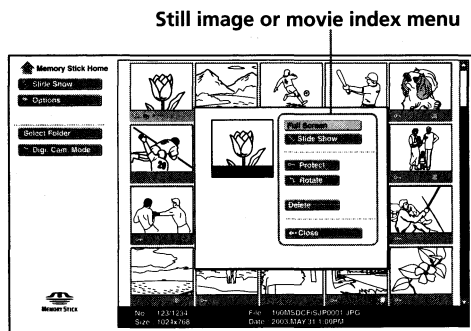 Still image or movie index menu
Memory Stick Home
Slide Show
Options
Select Folder
Digi. Cam. Mode
Full Screen
Slide Show
Protect
Rotate
Delete
Close
20
MEMORY STICK
No 123/1234
File 100MSDCF/SJP0001.JPG
Size 1024x768
Date 2003.MAY 31 1:09PM